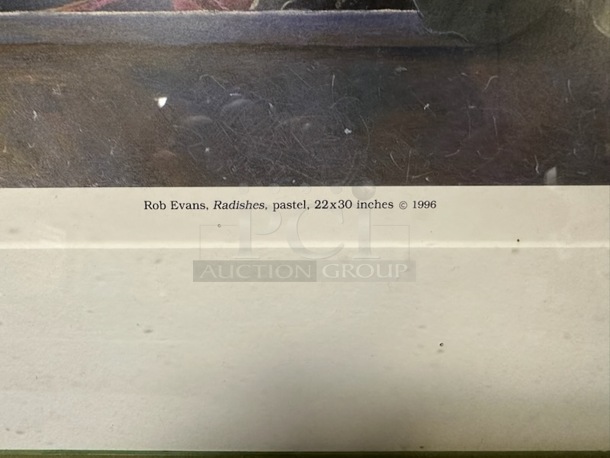 Rob Evans, Radishes, pastel, 22x30 inches © 1996
PCI
AUCTION GROUP